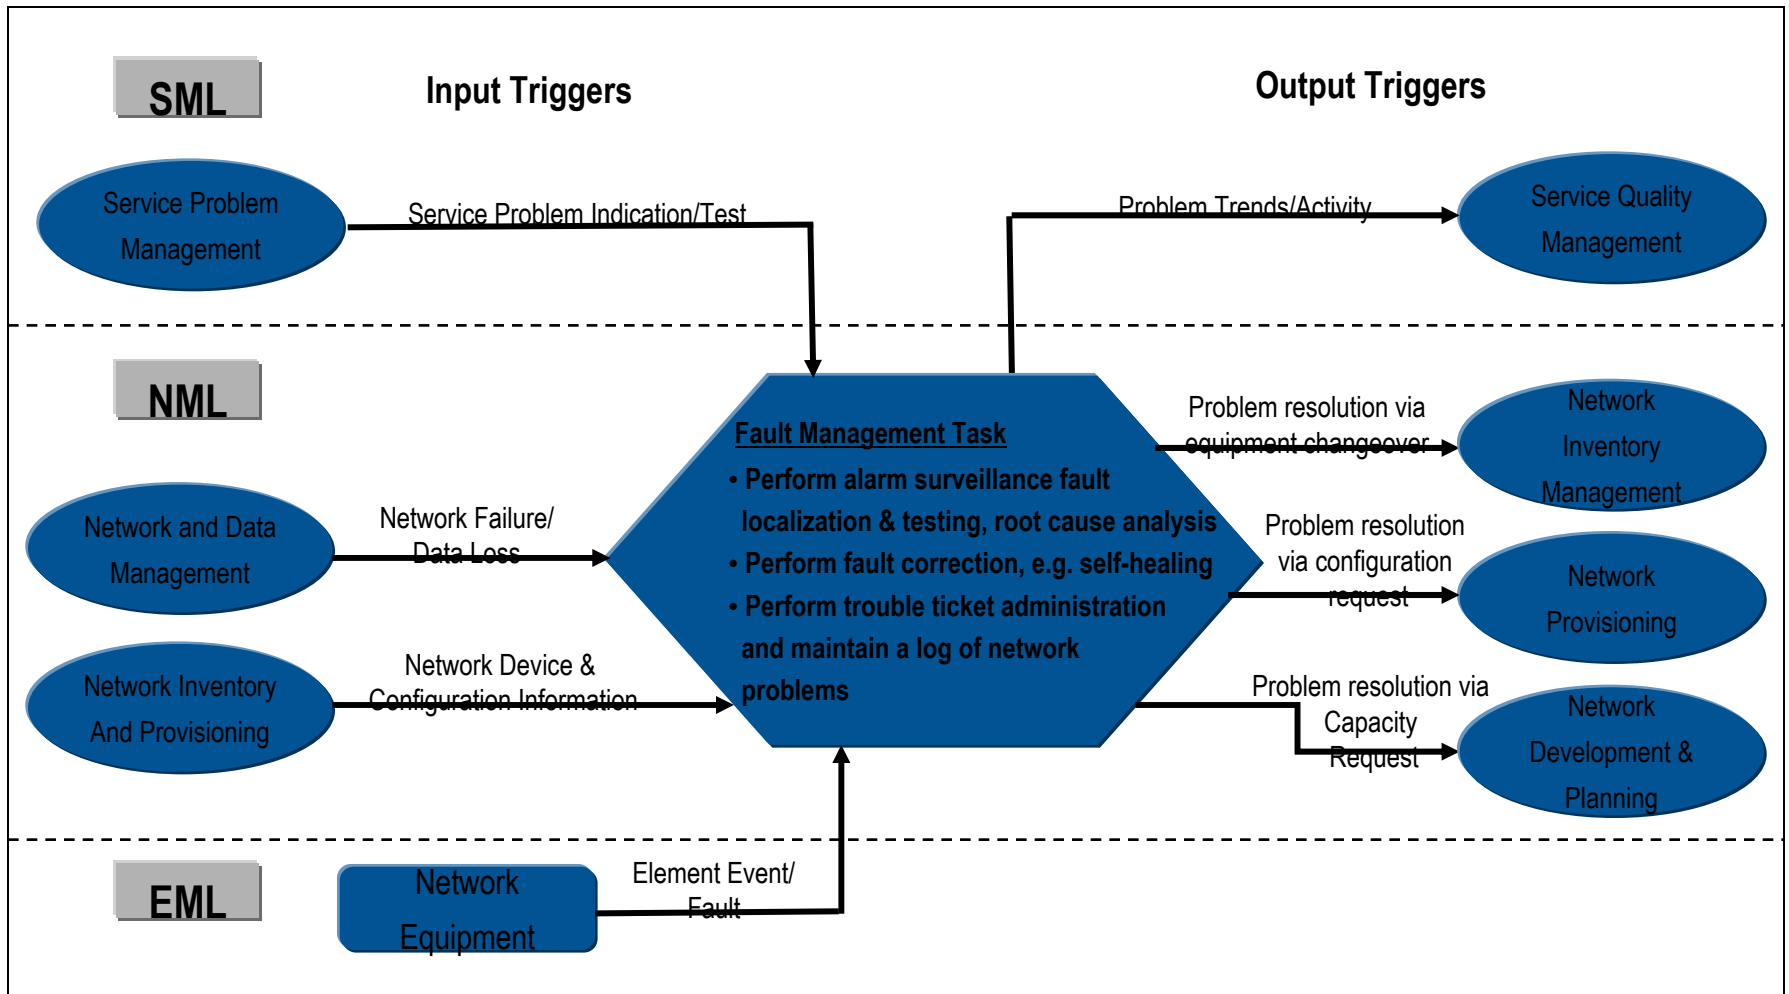 SML
Input Triggers
Output Triggers
Service Problem
Management
Service Problem Indication/Test
Problem Trends/Activity
Service Quality
Management
NML
Network and Data
Management
Network Failure/
Data Loss
Network Inventory
And Provisioning
Network Device &
Configuration Information
Fault Management Task
• Perform alarm surveillance fault
localization & testing, root cause analysis
• Perform fault correction, e.g. self-healing
• Perform trouble ticket administration
and maintain a log of network
problems
Problem resolution via
equipment changeover
Network
Inventory
Management
Problem resolution
via configuration
request
Network
Provisioning
Problem resolution via
Capacity
Request
Network
Development &
Planning
EML
Network
Equipment
Element Event/
Fault